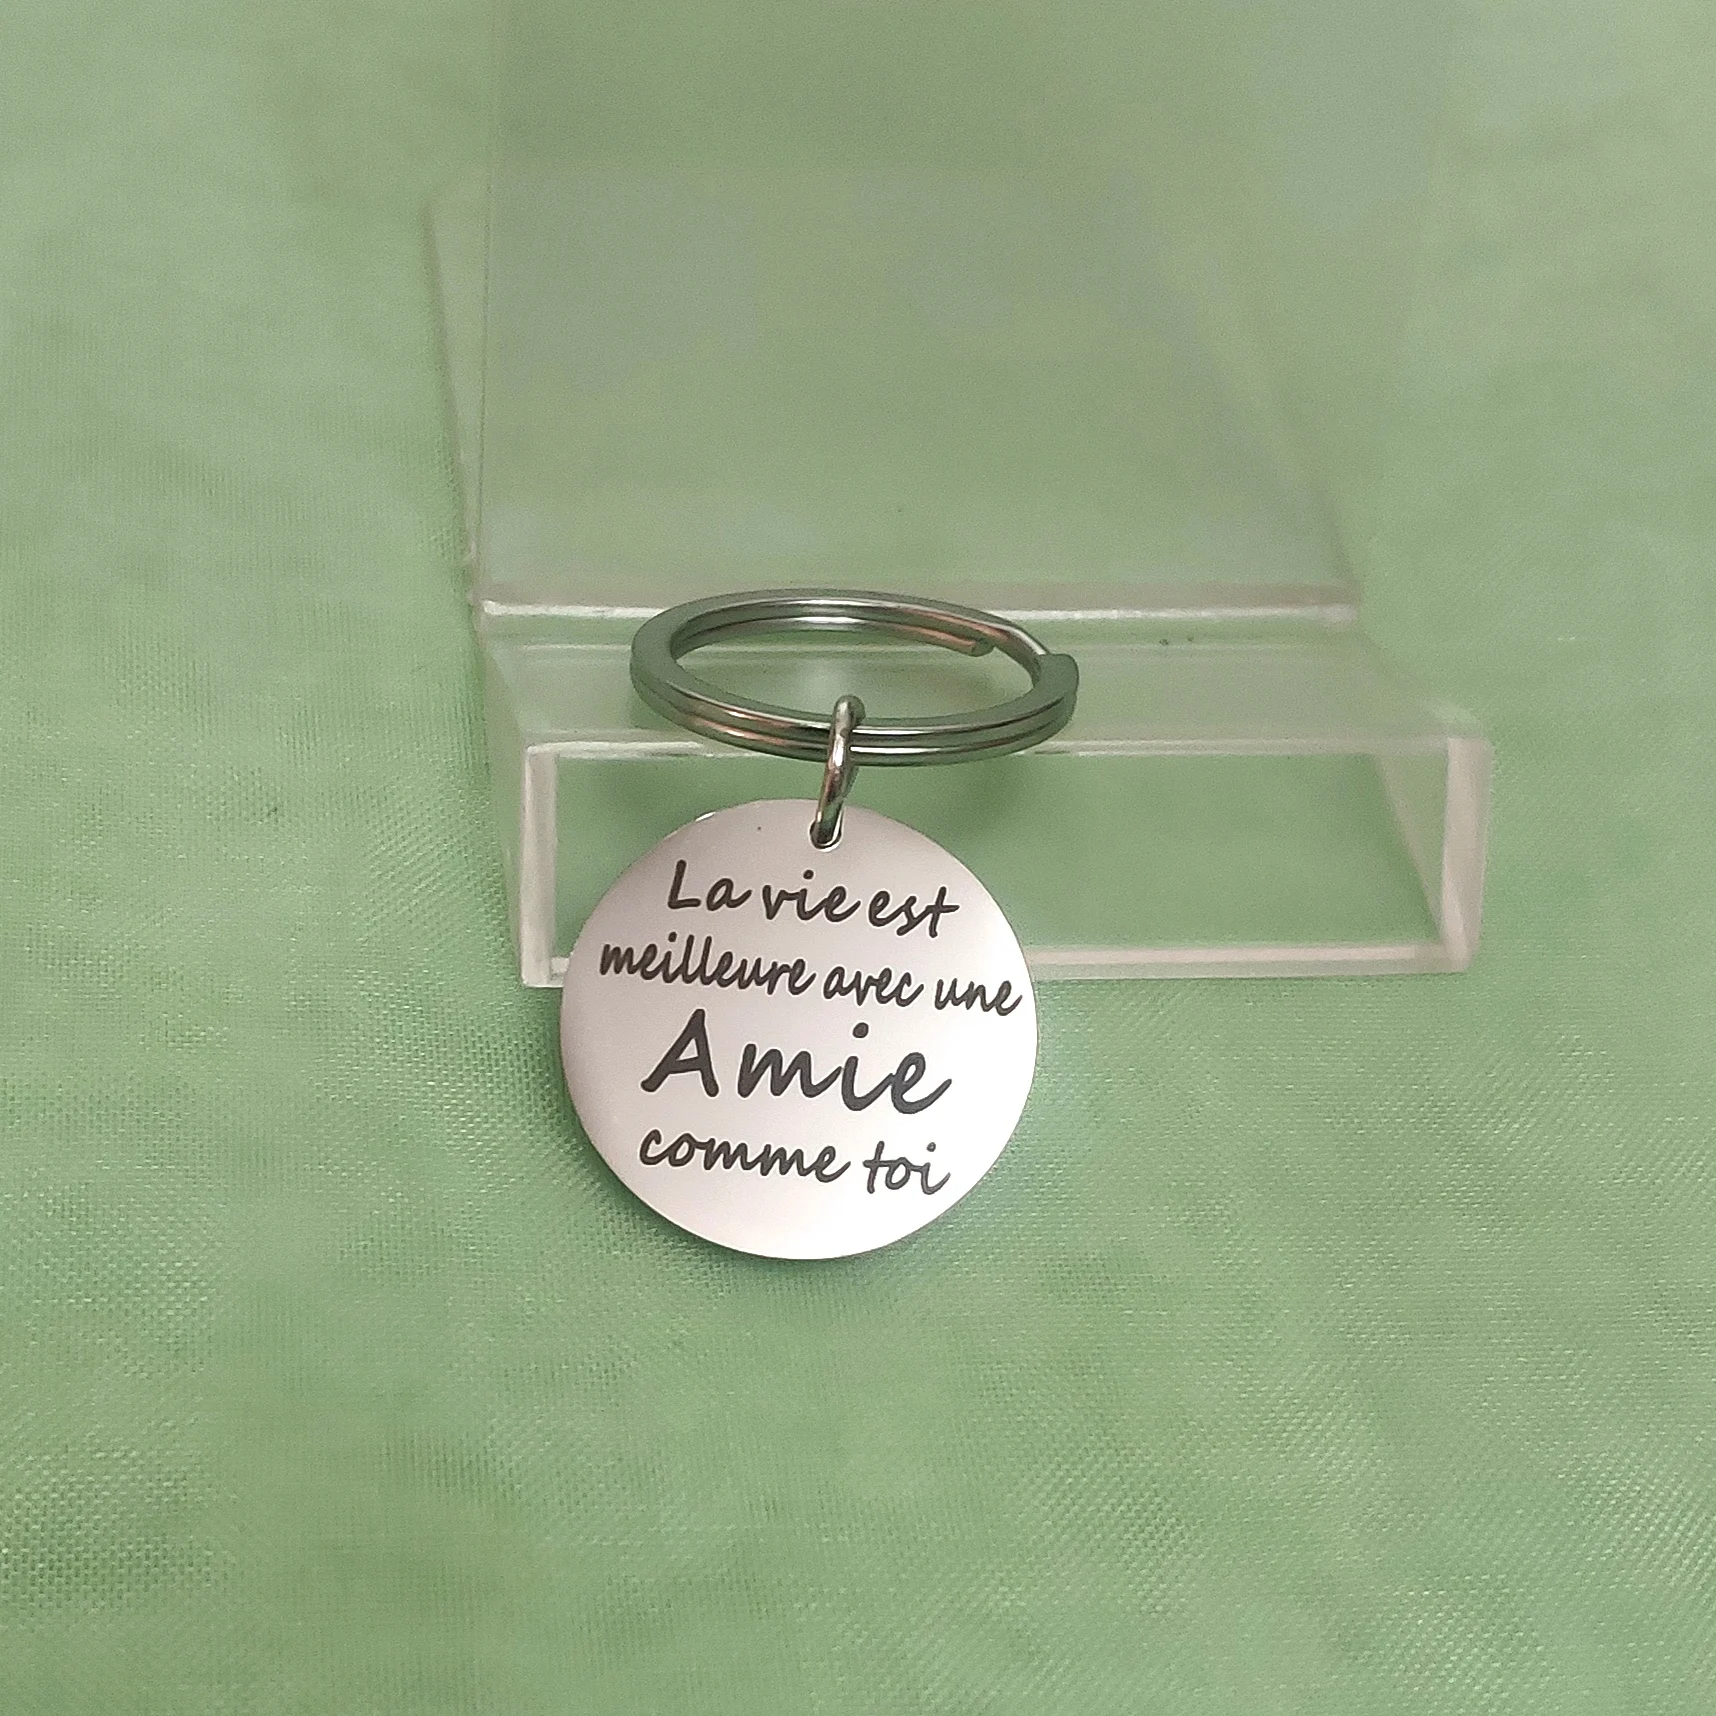 La vie est
meilleure avec une
Amie
comme toi